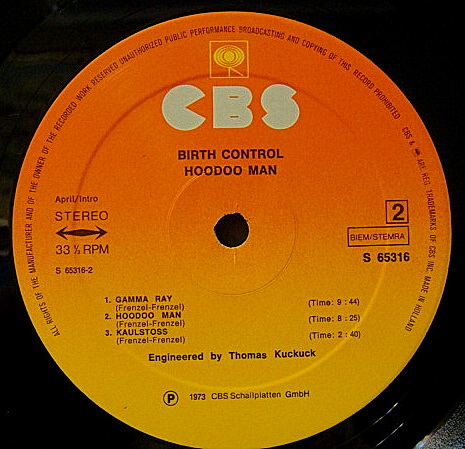 ALL RIGHTS OF THE MANUFACTURER AND OF THE OWNER OF THE RECORDED WORK RESERVED UNAUTHORIZED PUBLIC PERFORMANCE BROADCASTING AND COPYING OF THIS RECORD PROHIBITED
CBS & ARE REG. TRADEMARKS OF CBS INC. MADE IN HOLLAND
CBS
BIRTH CONTROL
HOODOO MAN
April/Intro
STEREO
33 ⅓ RPM
S 65316-2
2
BIEM/STEMRA
S 65316
1. GAMMA RAY
(Frenzel-Frenzel) (Time: 9 : 44)
2. HOODOO MAN
(Frenzel-Frenzel) (Time: 8 : 25)
3. KAULSTOSS
(Frenzel-Frenzel) (Time: 2 : 40)
Engineered by Thomas Kuckuck
Ⓟ 1973 CBS Schallplatten GmbH